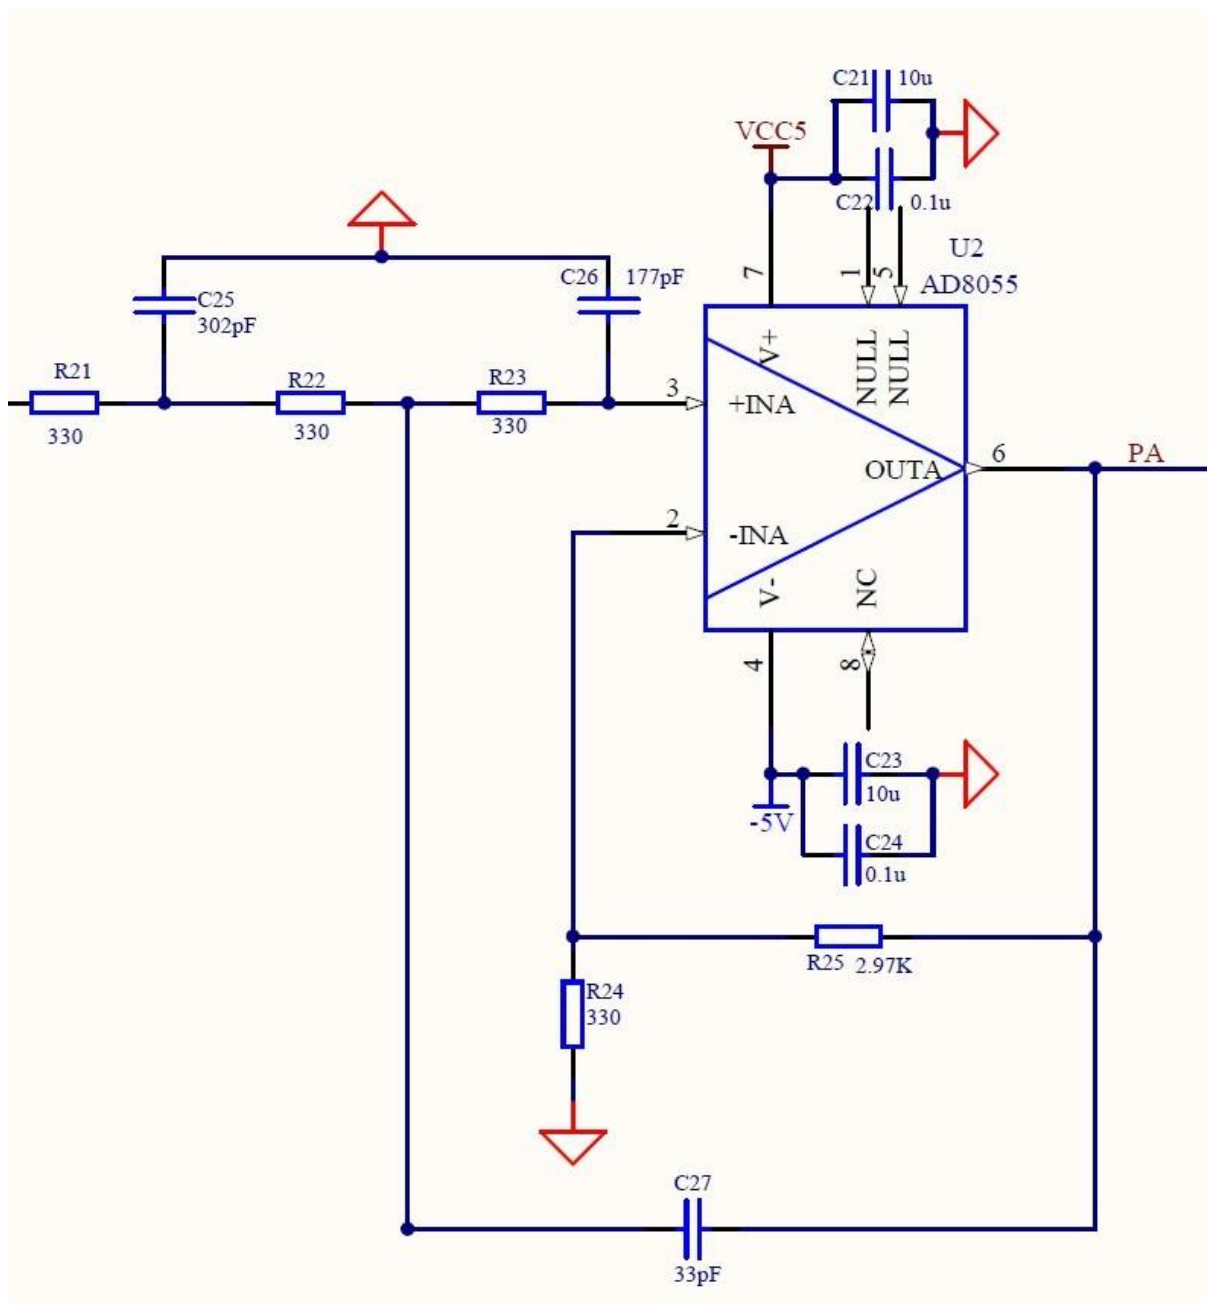 C21 10u
VCC5
C22 0.1u
U2
AD8055
7
1
5
C26 177pF
C25
302pF
V+
NULL
NULL
R21
330
R22
330
R23
330
3
+INA
OUTA
6
PA
2
-INA
V-
NC
4
8
C23
10u
-5V
C24
0.1u
R25 2.97K
R24
330
C27
33pF